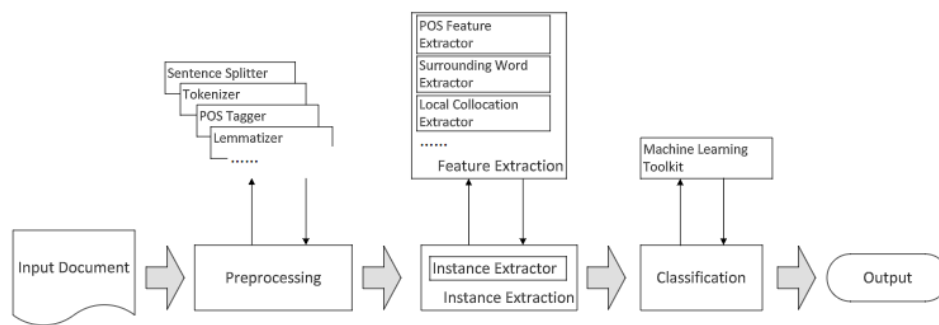 POS Feature
Extractor
Surrounding Word
Extractor
Local Collocation
Extractor
......
Feature Extraction
Sentence Splitter
Tokenizer
POS Tagger
Lemmatizer
......
Machine Learning
Toolkit
Input Document
Preprocessing
Instance Extractor
Instance Extraction
Classification
Output